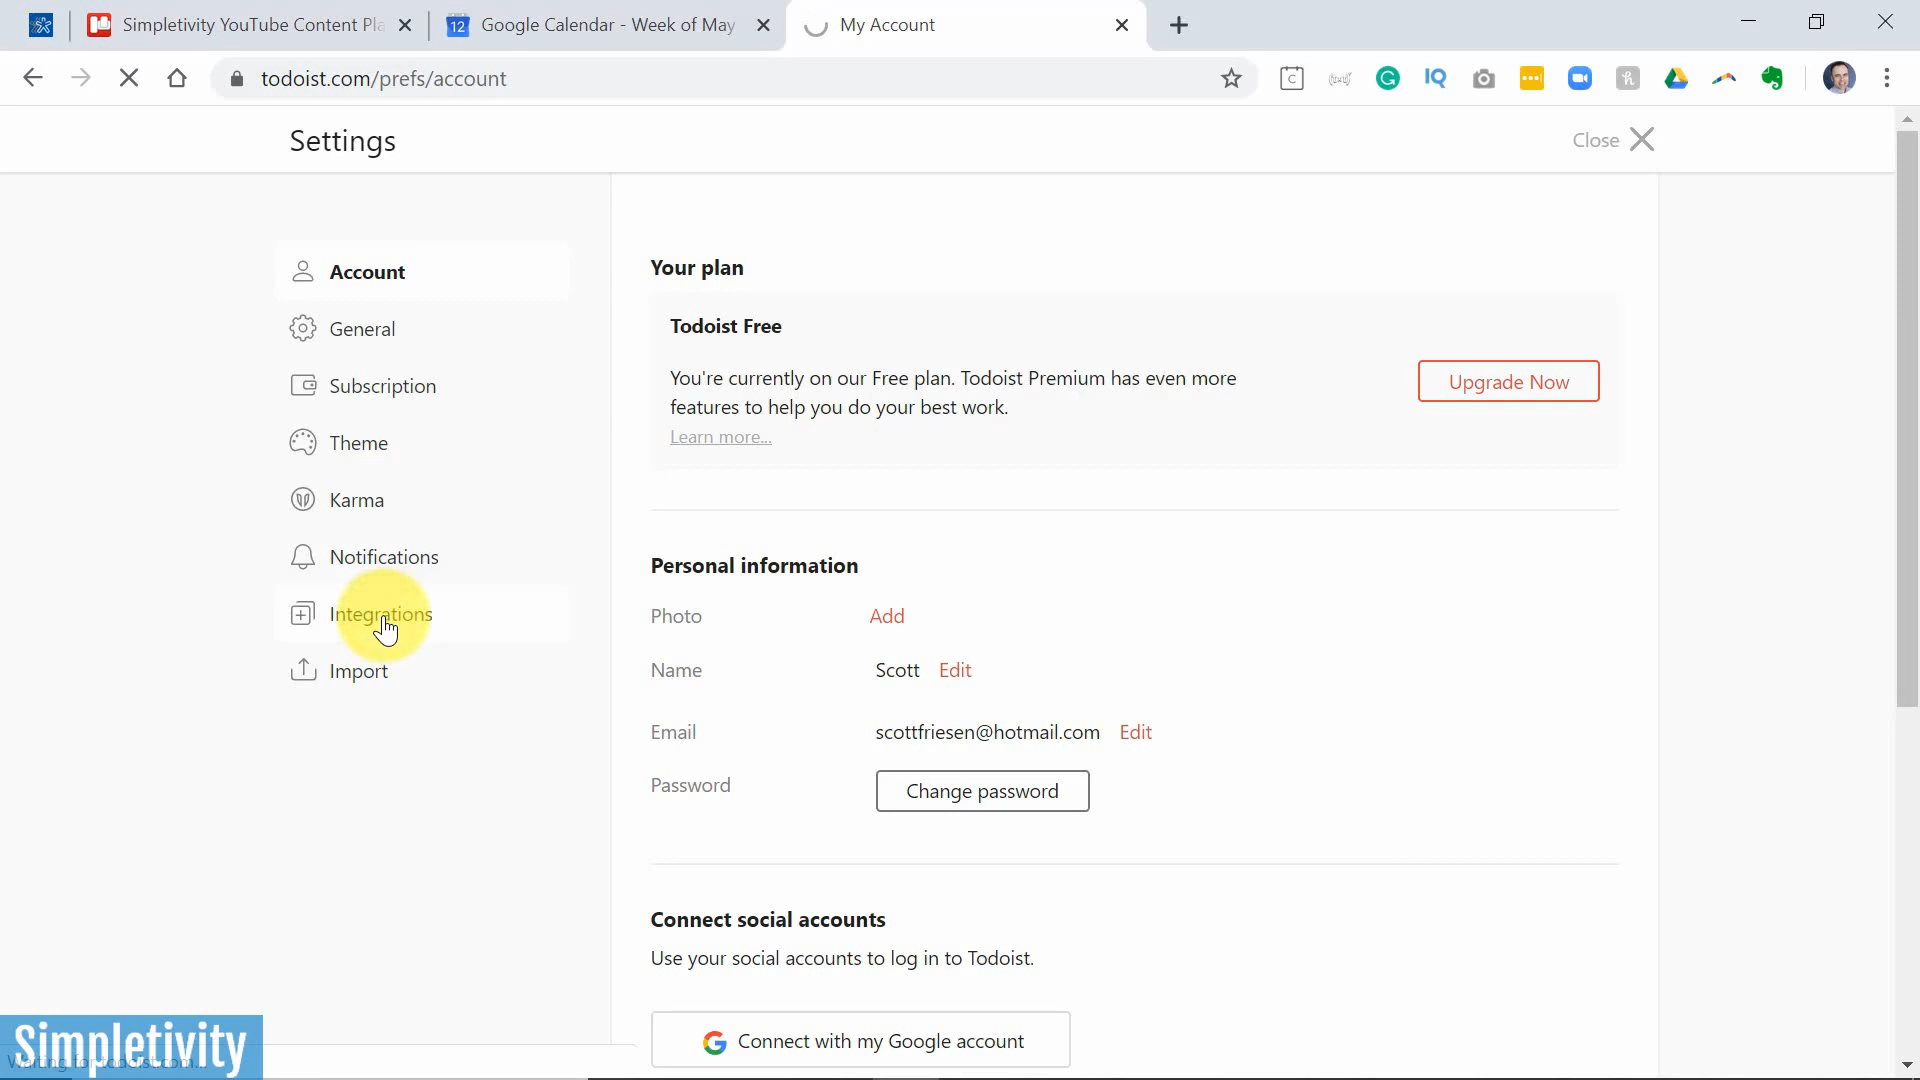 Simpletivity YouTube Content Pla
12
Google Calendar - Week of May
My Account
todoist.com/prefs/account
Settings
Close
Account
General
Subscription
Theme
Karma
Notifications
Integrations
Import
Your plan
Todoist Free
You're currently on our Free plan. Todoist Premium has even more
features to help you do your best work.
Learn more...
Upgrade Now
Personal information
Photo
Add
Name
Scott Edit
Email
scottfriesen@hotmail.com Edit
Password
Change password
Connect social accounts
Use your social accounts to log in to Todoist.
Connect with my Google account
Simpletivity
Waiting for todoist.com...